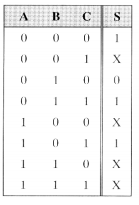 A B C S
0 0 0 1
0 0 1 X
0 1 0 0
0 1 1 1
1 0 0 X
1 0 1 1
1 1 0 X
1 1 1 X